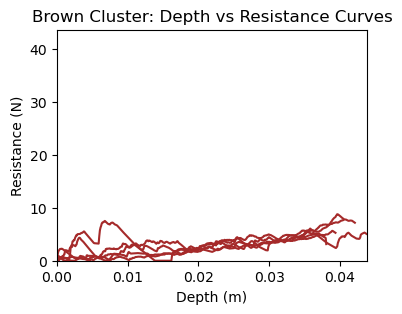 Brown Cluster: Depth vs Resistance Curves
40
30
20
10
0
Resistance (N)
0.00 0.01 0.02 0.03 0.04
Depth (m)